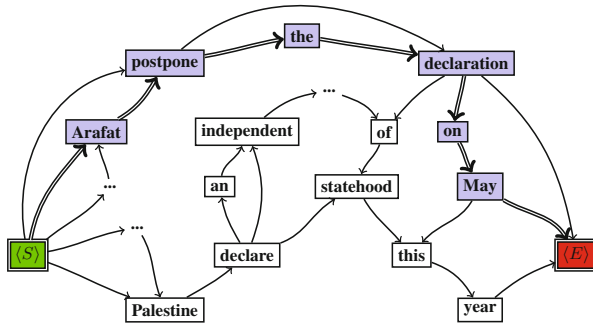 the
postpone
declaration
...
Arafat
independent
of
on
...
an
statehood
May
...
⟨S⟩
declare
this
⟨E⟩
Palestine
year